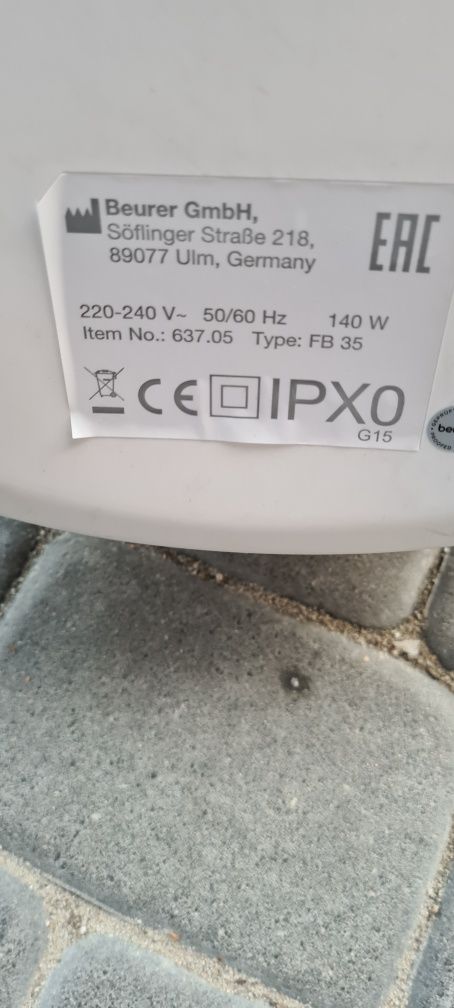 Beurer GmbH,
Söflinger Straße 218,
89077 Ulm, Germany
EAC
220-240 V~ 50/60 Hz 140 W
Item No.: 637.05 Type: FB 35
CE IPX0
G15